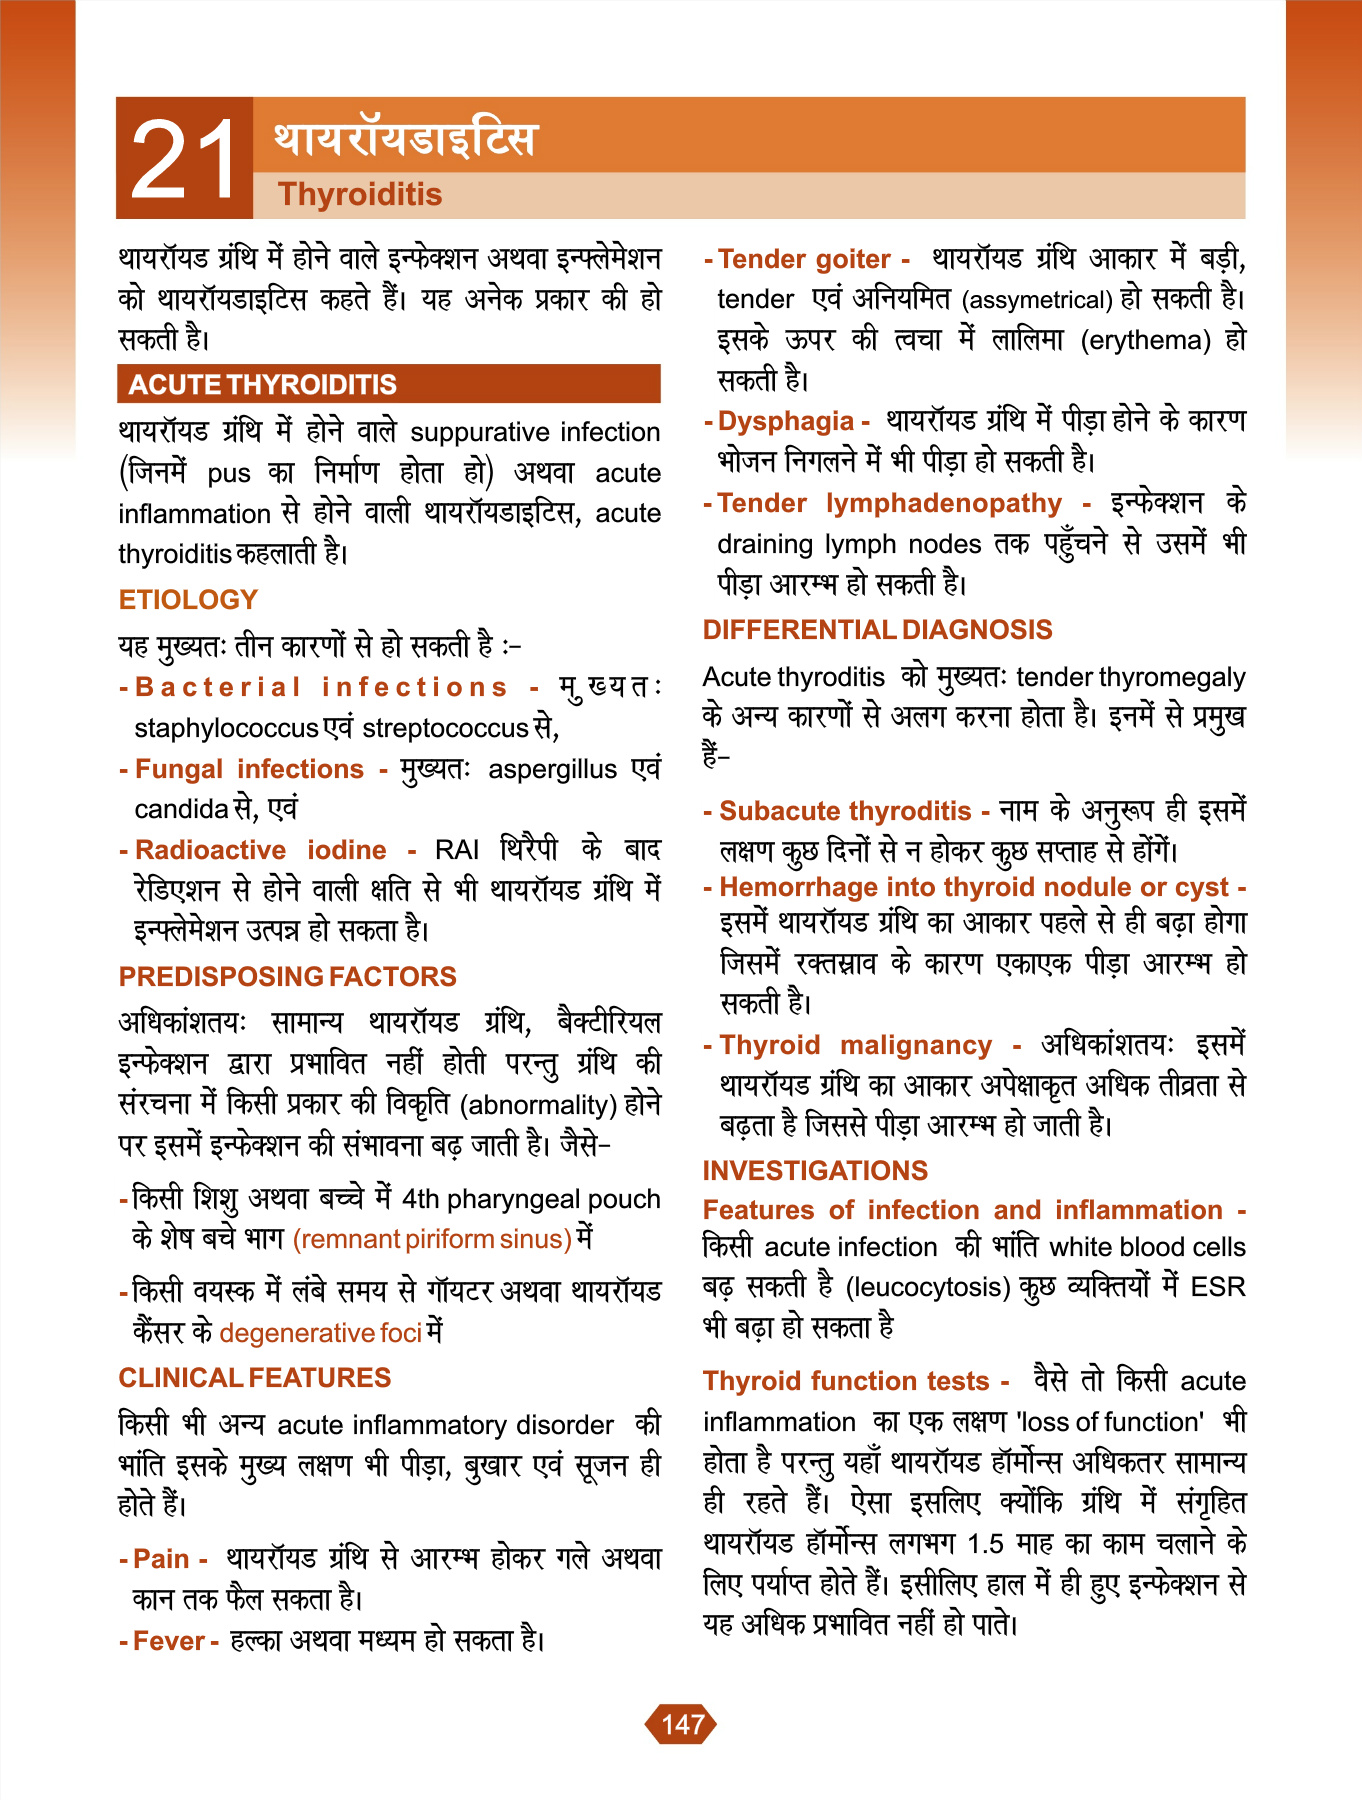 21
थायरॉयडाइटिस
Thyroiditis
थायरॉयड ग्रंथि में होने वाले इन्फेक्शन अथवा इन्फ्लेमेशन
को थायरॉयडाइटिस कहते हैं। यह अनेक प्रकार की हो
सकती है।
ACUTE THYROIDITIS
थायरॉयड ग्रंथि में होने वाले suppurative infection
(जिनमें pus का निर्माण होता हो) अथवा acute
inflammation से होने वाली थायरॉयडाइटिस, acute
thyroiditis कहलाती है।
ETIOLOGY
यह मुख्यतः तीन कारणों से हो सकती है :–
- Bacterial infections - मुख्यतः
staphylococcus एवं streptococcus से,
- Fungal infections - मुख्यतः aspergillus एवं
candida से, एवं
- Radioactive iodine - RAI थिरैपी के बाद
रेडिएशन से होने वाली क्षति से भी थायरॉयड ग्रंथि में
इन्फ्लेमेशन उत्पन्न हो सकता है।
PREDISPOSING FACTORS
अधिकांशतयः सामान्य थायरॉयड ग्रंथि, बैक्टीरियल
इन्फेक्शन द्वारा प्रभावित नहीं होती परन्तु ग्रंथि की
संरचना में किसी प्रकार की विकृति (abnormality) होने
पर इसमें इन्फेक्शन की संभावना बढ़ जाती है। जैसे–
- किसी शिशु अथवा बच्चे में 4th pharyngeal pouch
के शेष बचे भाग (remnant piriform sinus) में
- किसी वयस्क में लंबे समय से गॉयटर अथवा थायरॉयड
कैंसर के degenerative foci में
CLINICAL FEATURES
किसी भी अन्य acute inflammatory disorder की
भांति इसके मुख्य लक्षण भी पीड़ा, बुखार एवं सूजन ही
होते हैं।
- Pain - थायरॉयड ग्रंथि से आरम्भ होकर गले अथवा
कान तक फैल सकता है।
- Fever - हल्का अथवा मध्यम हो सकता है।
- Tender goiter - थायरॉयड ग्रंथि आकार में बड़ी,
tender एवं अनियमित (assymetrical) हो सकती है।
इसके ऊपर की त्वचा में लालिमा (erythema) हो
सकती है।
- Dysphagia - थायरॉयड ग्रंथि में पीड़ा होने के कारण
भोजन निगलने में भी पीड़ा हो सकती है।
- Tender lymphadenopathy - इन्फेक्शन के
draining lymph nodes तक पहुँचने से उसमें भी
पीड़ा आरम्भ हो सकती है।
DIFFERENTIAL DIAGNOSIS
Acute thyroditis को मुख्यतः tender thyromegaly
के अन्य कारणों से अलग करना होता है। इनमें से प्रमुख
हैं–
- Subacute thyroditis - नाम के अनुरूप ही इसमें
लक्षण कुछ दिनों से न होकर कुछ सप्ताह से होंगें।
- Hemorrhage into thyroid nodule or cyst -
इसमें थायरॉयड ग्रंथि का आकार पहले से ही बढ़ा होगा
जिसमें रक्तस्राव के कारण एकाएक पीड़ा आरम्भ हो
सकती है।
- Thyroid malignancy - अधिकांशतयः इसमें
थायरॉयड ग्रंथि का आकार अपेक्षाकृत अधिक तीव्रता से
बढ़ता है जिससे पीड़ा आरम्भ हो जाती है।
INVESTIGATIONS
Features of infection and inflammation -
किसी acute infection की भांति white blood cells
बढ़ सकती है (leucocytosis) कुछ व्यक्तियों में ESR
भी बढ़ा हो सकता है
Thyroid function tests - वैसे तो किसी acute
inflammation का एक लक्षण 'loss of function' भी
होता है परन्तु यहाँ थायरॉयड हॉर्मोन्स अधिकतर सामान्य
ही रहते हैं। ऐसा इसलिए क्योंकि ग्रंथि में संगृहित
थायरॉयड हॉर्मोन्स लगभग 1.5 माह का काम चलाने के
लिए पर्याप्त होते हैं। इसीलिए हाल में ही हुए इन्फेक्शन से
यह अधिक प्रभावित नहीं हो पाते।
147